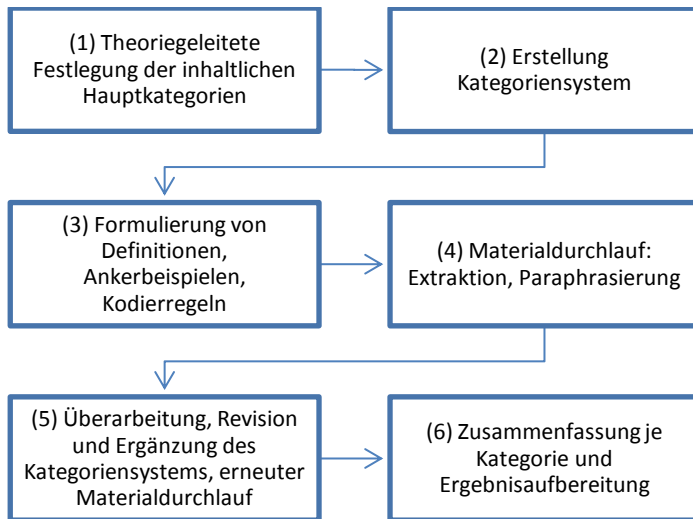 (1) Theoriegeleitete
Festlegung der inhaltlichen
Hauptkategorien
(2) Erstellung
Kategoriensystem
(3) Formulierung von
Definitionen,
Ankerbeispielen,
Kodierregeln
(4) Materialdurchlauf:
Extraktion, Paraphrasierung
(5) Überarbeitung, Revision
und Ergänzung des
Kategoriensystems, erneuter
Materialdurchlauf
(6) Zusammenfassung je
Kategorie und
Ergebnisaufbereitung